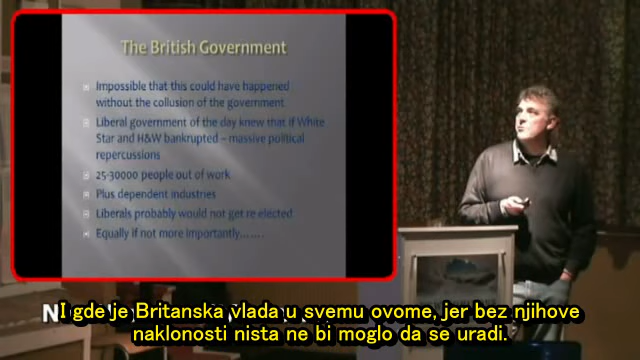 The British Government
Impossible that this could have happened
without the collusion of the government
Liberal government of the day knew that if White
Star and H&W bankrupted – massive political
repercussions
25-30000 people out of work
Plus dependent industries
Liberals probably would not get re elected
Equally if not more importantly.......
I gde je Britanska vlada u svemu ovome, jer bez njihove
naklonosti nista ne bi moglo da se uradi.